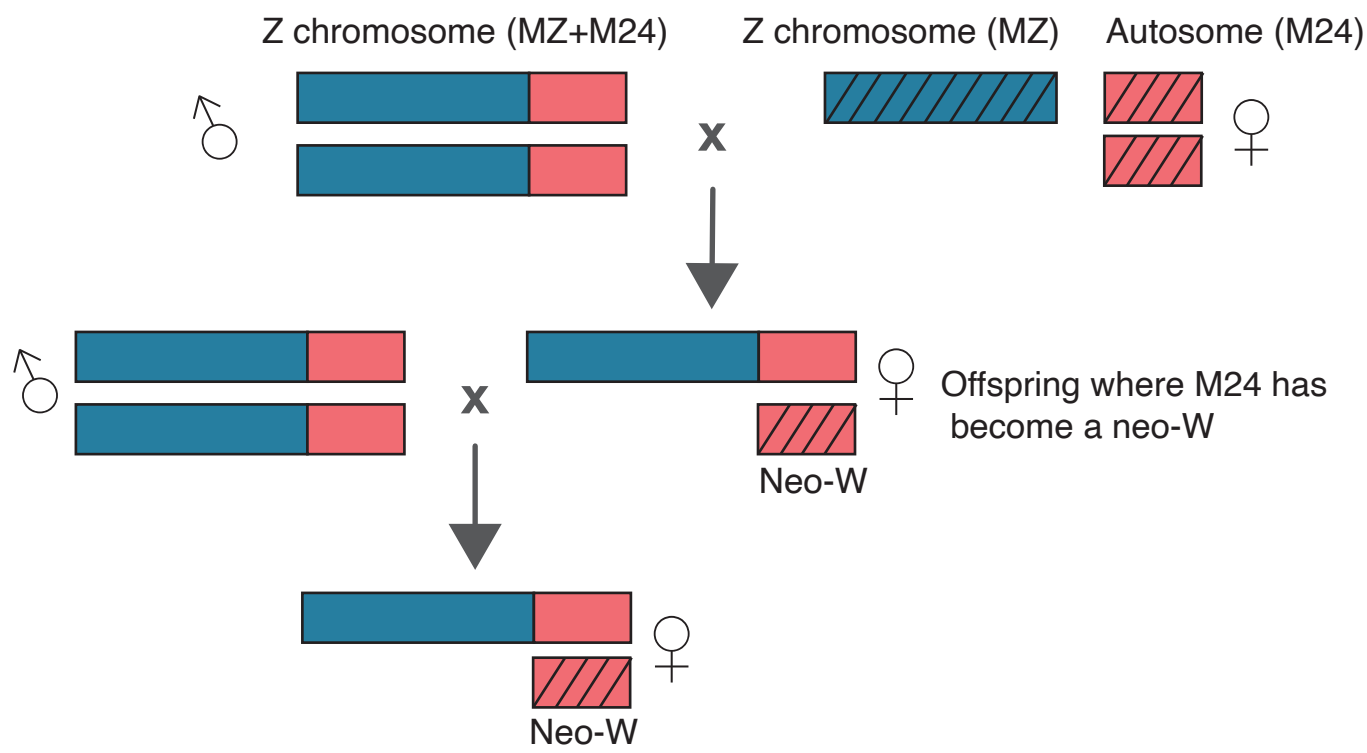 Z chromosome (MZ+M24)
Z chromosome (MZ)
Autosome (M24)
x
x
Offspring where M24 has
become a neo-W
Neo-W
Neo-W